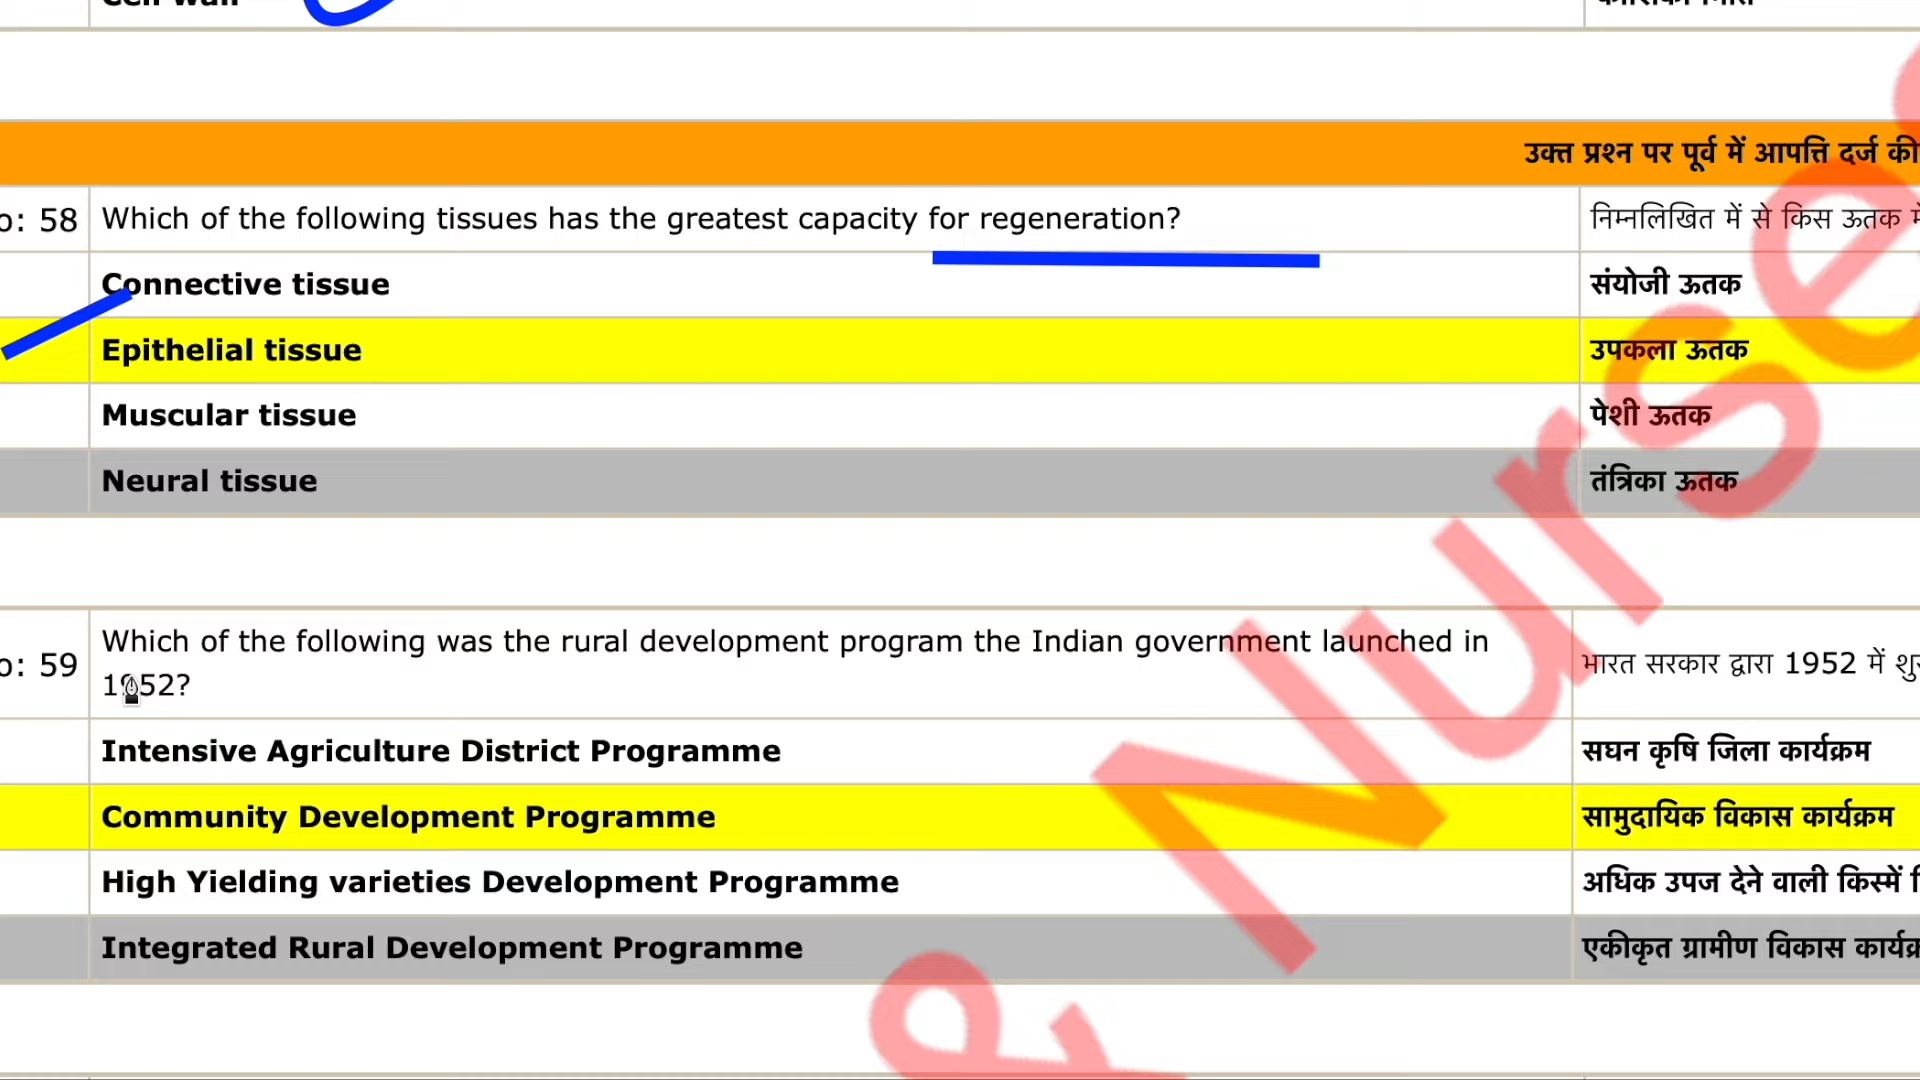 Cell wall
उक्त प्रश्न पर पूर्व में आपत्ति दर्ज की
o: 58 Which of the following tissues has the greatest capacity for regeneration? निम्नलिखित में से किस ऊतक में
Connective tissue संयोजी ऊतक
Epithelial tissue उपकला ऊतक
Muscular tissue पेशी ऊतक
Neural tissue तंत्रिका ऊतक
o: 59 Which of the following was the rural development program the Indian government launched in
1952? भारत सरकार द्वारा 1952 में
Intensive Agriculture District Programme सघन कृषि जिला कार्यक्रम
Community Development Programme सामुदायिक विकास कार्यक्रम
High Yielding varieties Development Programme अधिक उपज देने वाली किस्में
Integrated Rural Development Programme एकीकृत ग्रामीण विकास
& Nurse